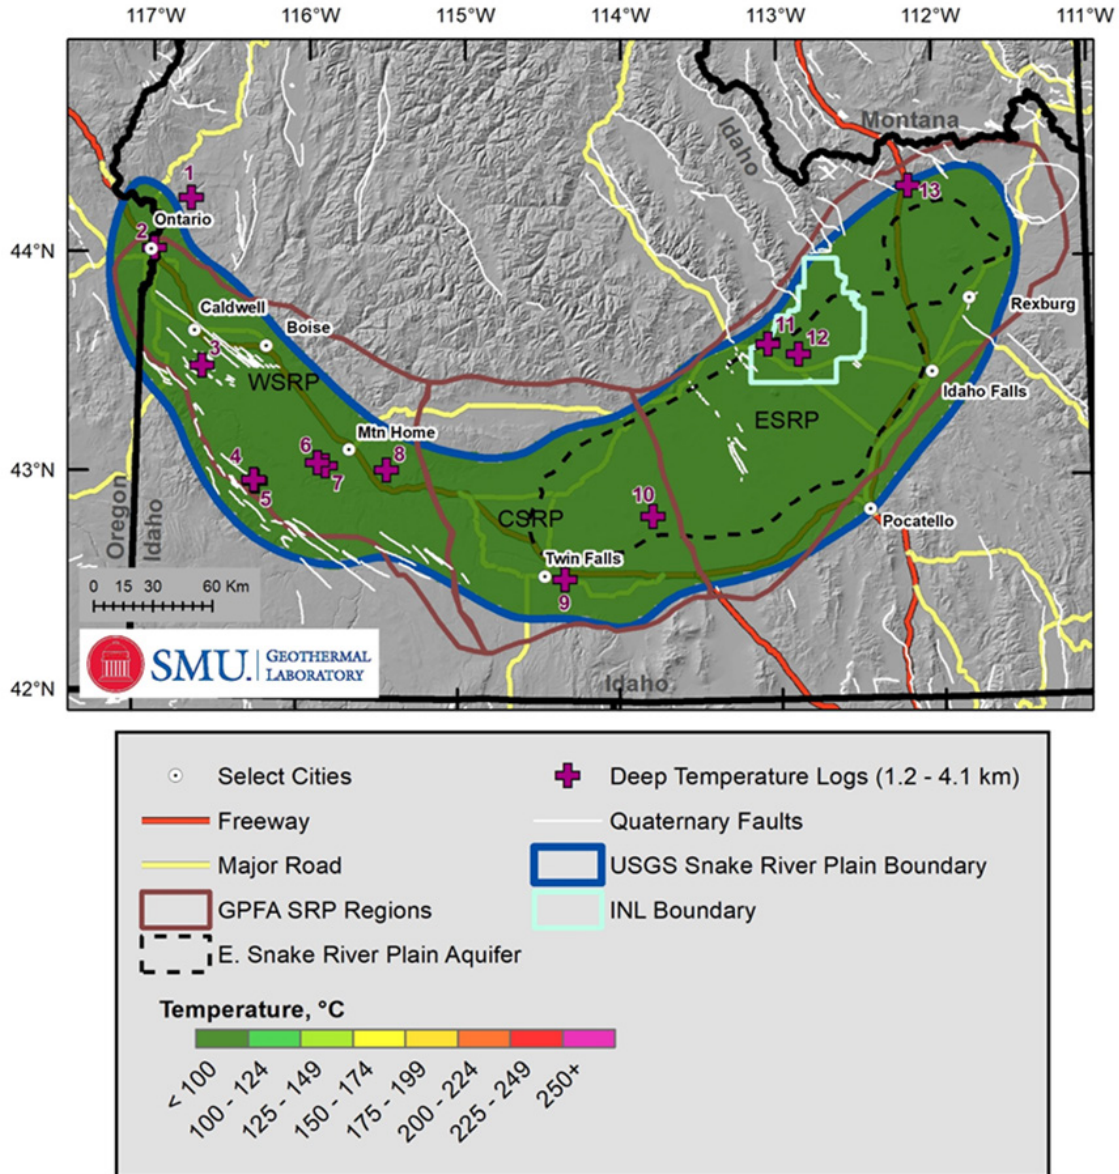 117°W 116°W 115°W 114°W 113°W 112°W 111°W
Montana
Idaho
1
13
Ontario
2
44°N
Caldwell
Boise
Rexburg
11
12
3
WSRP
Idaho Falls
ESRP
Mtn Home
6
8
4
7
43°N
5
10
CSRP
Pocatello
Oregon
Idaho
Twin Falls
0 15 30 60 Km
9
SMU. GEOTHERMAL
LABORATORY
42°N
Idaho
Select Cities
Deep Temperature Logs (1.2 - 4.1 km)
Freeway
Quaternary Faults
Major Road
USGS Snake River Plain Boundary
GPFA SRP Regions
INL Boundary
E. Snake River Plain Aquifer
Temperature, °C
< 100
100 - 124
125 - 149
150 - 174
175 - 199
200 - 224
225 - 249
250+